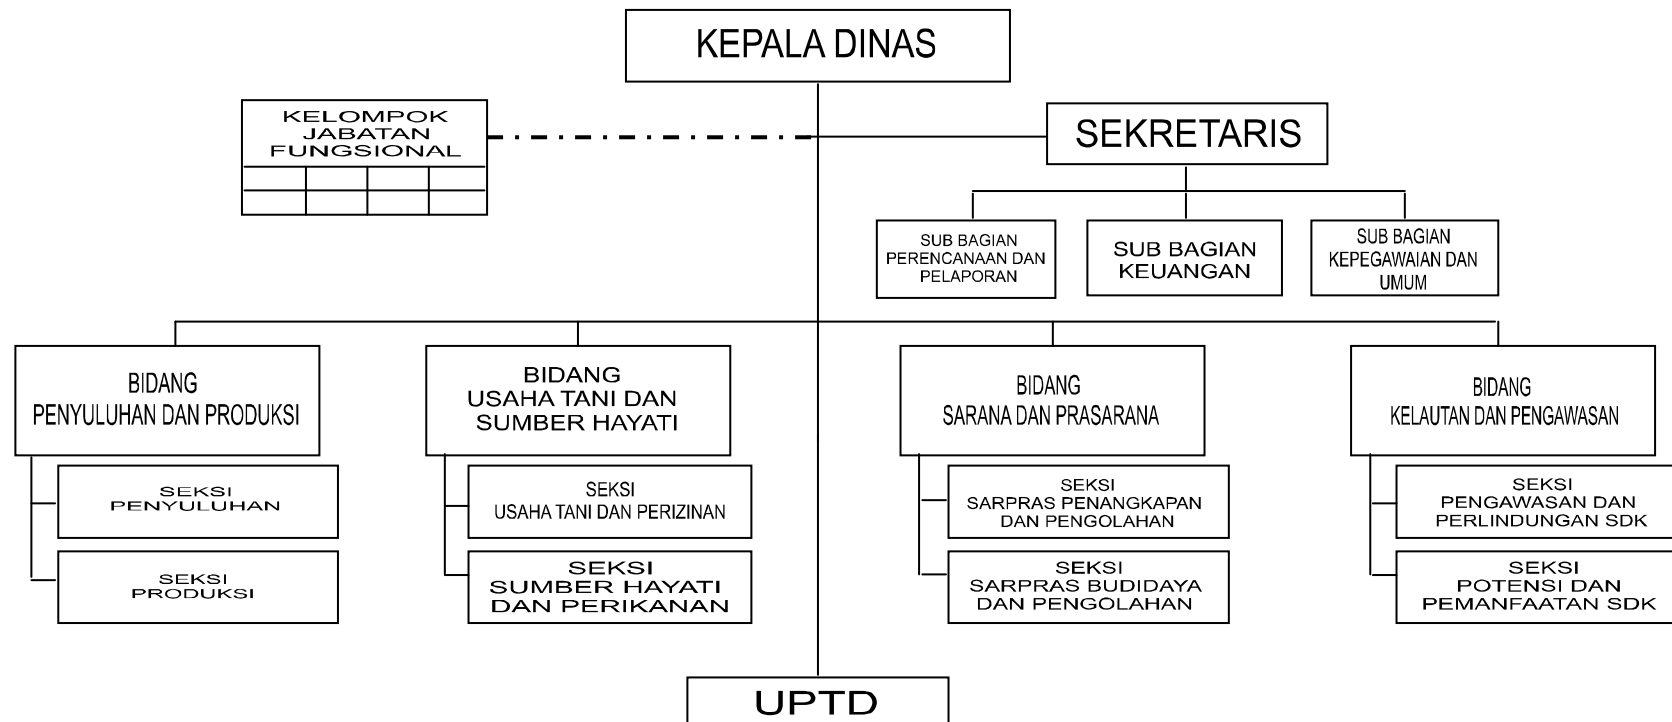 KEPALA DINAS
KELOMPOK
JABATAN
FUNGSIONAL
SEKRETARIS
SUB BAGIAN
PERENCANAAN DAN
PELAPORAN
SUB BAGIAN
KEUANGAN
SUB BAGIAN
KEPEGAWAIAN DAN
UMUM
BIDANG
PENYULUHAN DAN PRODUKSI
BIDANG
USAHA TANI DAN
SUMBER HAYATI
BIDANG
SARANA DAN PRASARANA
BIDANG
KELAUTAN DAN PENGAWASAN
SEKSI
PENYULUHAN
SEKSI
USAHA TANI DAN PERIZINAN
SEKSI
SARPRAS PENANGKAPAN
DAN PENGOLAHAN
SEKSI
PENGAWASAN DAN
PERLINDUNGAN SDK
SEKSI
PRODUKSI
SEKSI
SUMBER HAYATI
DAN PERIKANAN
SEKSI
SARPRAS BUDIDAYA
DAN PENGOLAHAN
SEKSI
POTENSI DAN
PEMANFAATAN SDK
UPTD